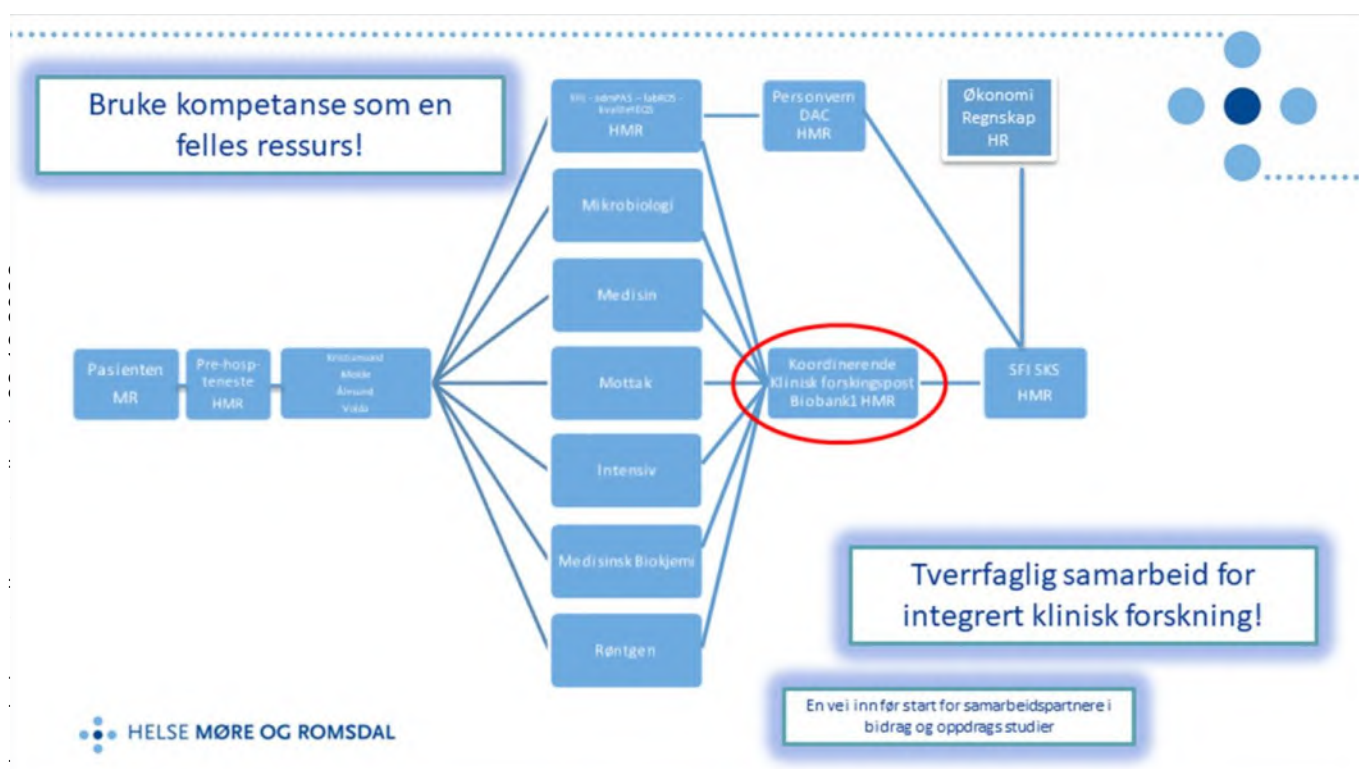 Bruke kompetanse som en
felles ressurs!
HMR
Personvern
DAC
HMR
Økonomi
Regnskap
HR
Mikrobiologi
Medisin
Pasienten
MR
Pre-hosp-
teneste
HMR
Kristiansund
Molde
Ålesund
Volda
Mottak
Koordinerende
Klinisk forskingspost
Biobank1 HMR
SFI SKS
HMR
Intensiv
Medisinsk Biokjemi
Røntgen
Tverrfaglig samarbeid for
integrert klinisk forskning!
En vei inn før start for samarbeidspartnere i
bidrag og oppdrags studier
HELSE MØRE OG ROMSDAL